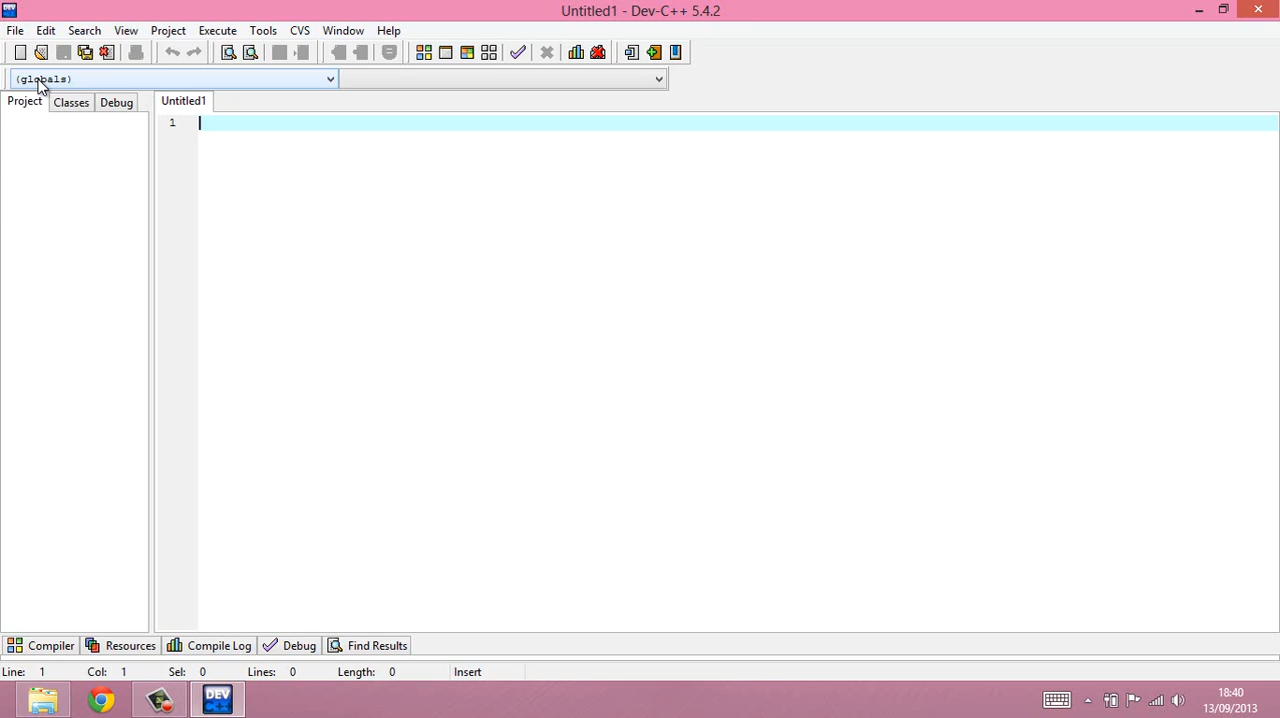 Untitled1 - Dev-C++ 5.4.2
File Edit Search View Project Execute Tools CVS Window Help
(globals)
Project Classes Debug Untitled1
1
Compiler Resources Compile Log Debug Find Results
Line: 1 Col: 1 Sel: 0 Lines: 0 Length: 0 Insert
DEV
18:40
13/09/2013